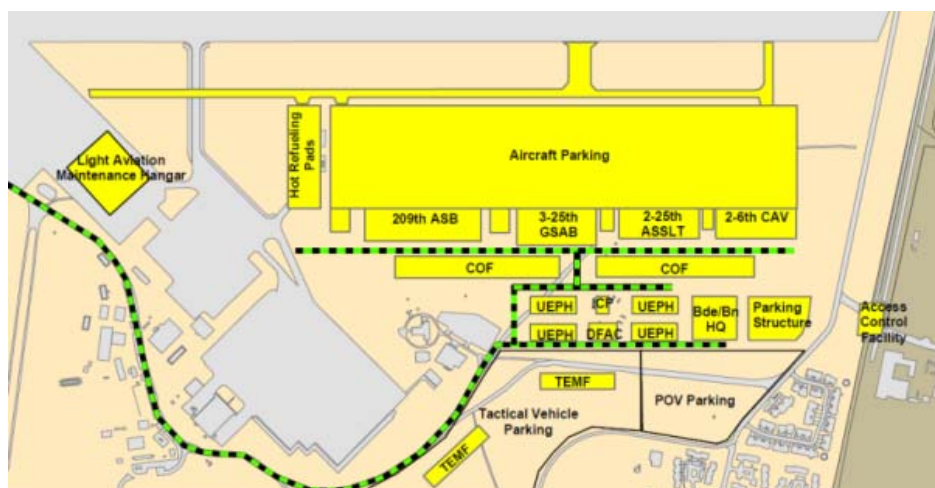 Light Aviation
Maintenance Hangar
Hot Refueling
Pads
Aircraft Parking
209th ASB
3-25th
GSAB
2-25th
ASSLT
2-6th CAV
COF
COF
UEPH
CP
UEPH
Bde/Bn
HQ
Parking
Structure
Access
Control
Facility
UEPH
DFAC
UEPH
TEMF
POV Parking
Tactical Vehicle
Parking
TEMF